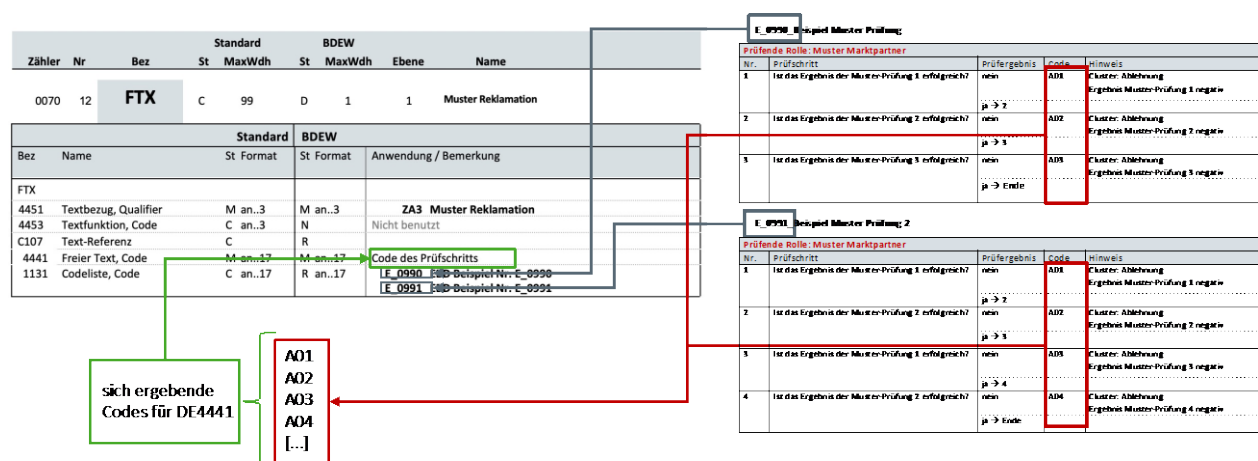 Standard BDEW
Zähler Nr Bez St MaxWdh St MaxWdh Ebene Name
0070 12 FTX C 99 D 1 1 Muster Reklamation
Standard BDEW
Bez Name St Format St Format Anwendung / Bemerkung
FTX
4451 Textbezug, Qualifier M an..3 M an..3 ZA3 Muster Reklamation
4453 Textfunktion, Code C an..3 N Nicht benutzt
C107 Text-Referenz C R
4441 Freier Text, Code M an..17 M an..17 Code des Prüfschritts
1131 Codeliste, Code C an..17 R an..17 E_0990 EBD Beispiel Nr. E_0990
E_0991 EBD Beispiel Nr. E_0991
sich ergebende
Codes für DE4441
A01
A02
A03
A04
[...]
E_0990_Beispiel Muster Prüfung
Prüfende Rolle: Muster Marktpartner
Nr. Prüfschritt Prüfergebnis Code Hinweis
1 Ist das Ergebnis der Muster-Prüfung 1 erfolgreich? nein A01 Cluster: Ablehnung
Ergebnis Muster-Prüfung 1 negativ
ja → 2
2 Ist das Ergebnis der Muster-Prüfung 2 erfolgreich? nein A02 Cluster: Ablehnung
Ergebnis Muster-Prüfung 2 negativ
ja → 3
3 Ist das Ergebnis der Muster-Prüfung 3 erfolgreich? nein A03 Cluster: Ablehnung
Ergebnis Muster-Prüfung 3 negativ
ja → Ende
E_0991_Beispiel Muster Prüfung 2
Prüfende Rolle: Muster Marktpartner
Nr. Prüfschritt Prüfergebnis Code Hinweis
1 Ist das Ergebnis der Muster-Prüfung 1 erfolgreich? nein A01 Cluster: Ablehnung
Ergebnis Muster-Prüfung 1 negativ
ja → 2
2 Ist das Ergebnis der Muster-Prüfung 2 erfolgreich? nein A02 Cluster: Ablehnung
Ergebnis Muster-Prüfung 2 negativ
ja → 3
3 Ist das Ergebnis der Muster-Prüfung 1 erfolgreich? nein A03 Cluster: Ablehnung
Ergebnis Muster-Prüfung 3 negativ
ja → 4
4 Ist das Ergebnis der Muster-Prüfung 2 erfolgreich? nein A04 Cluster: Ablehnung
Ergebnis Muster-Prüfung 4 negativ
ja → Ende